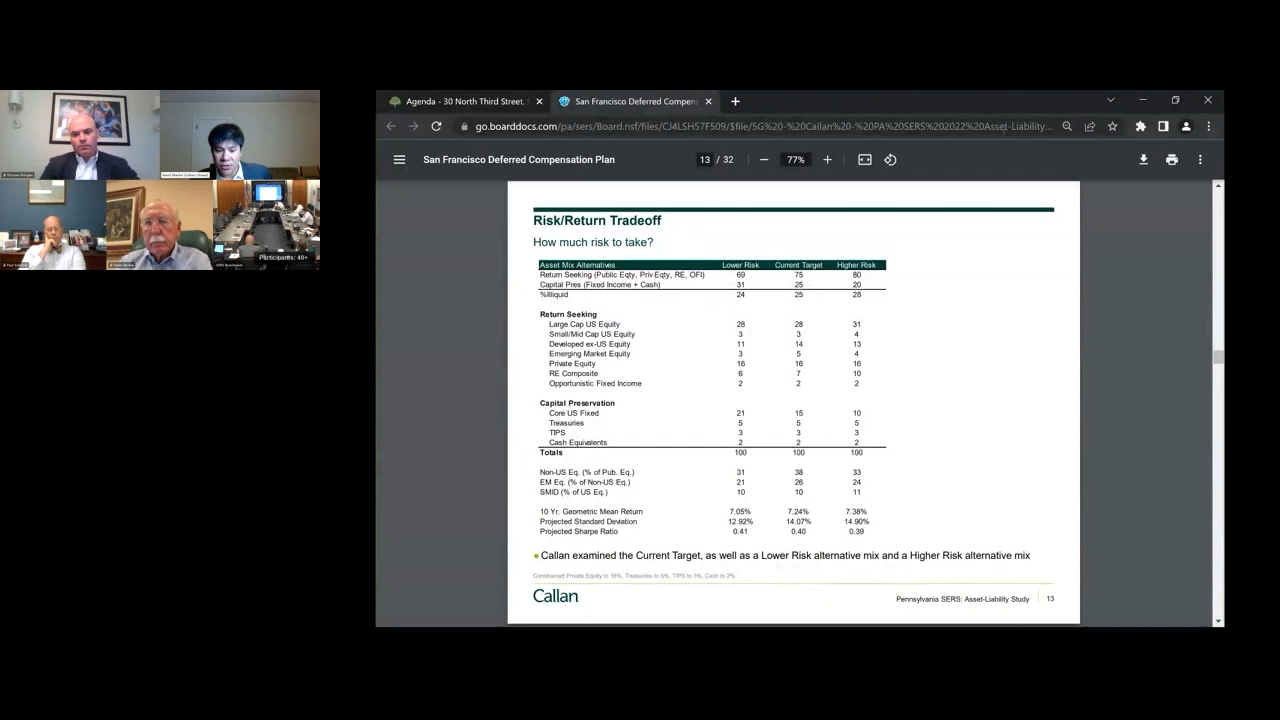 Agenda - 30 North Third Street,
San Francisco Deferred Compens
go.boarddocs.com/pa/sers/Board.nsf/files/CJ4LSH57F509/$file/5G%20-%20Callan%20-%20PA%20SERS%202022%20Asset-Liability...
San Francisco Deferred Compensation Plan
13 / 32
77%
Participants: 40+
Risk/Return Tradeoff
How much risk to take?
Asset Mix Alternatives Lower Risk Current Target Higher Risk
Return Seeking (Public Eqty, Priv Eqty, RE, OFI) 69 75 80
Capital Pres (Fixed Income + Cash) 31 25 20
%Illiquid 24 25 28
Return Seeking
Large Cap US Equity 28 28 31
Small/Mid Cap US Equity 3 3 4
Developed ex-US Equity 11 14 13
Emerging Market Equity 3 5 4
Private Equity 16 16 16
RE Composite 6 7 10
Opportunistic Fixed Income 2 2 2
Capital Preservation
Core US Fixed 21 15 10
Treasuries 5 5 5
TIPS 3 3 3
Cash Equivalents 2 2 2
Totals 100 100 100
Non-US Eq. (% of Pub. Eq.) 31 38 33
EM Eq. (% of Non-US Eq.) 21 26 24
SMID (% of US Eq.) 10 10 11
10 Yr. Geometric Mean Return 7.05% 7.24% 7.38%
Projected Standard Deviation 12.92% 14.07% 14.90%
Projected Sharpe Ratio 0.41 0.40 0.39
Callan examined the Current Target, as well as a Lower Risk alternative mix and a Higher Risk alternative mix
Constrained Private Equity to 16%, Treasuries to 5%, TIPS to 3%, Cash to 2%
Callan
Pennsylvania SERS: Asset-Liability Study 13